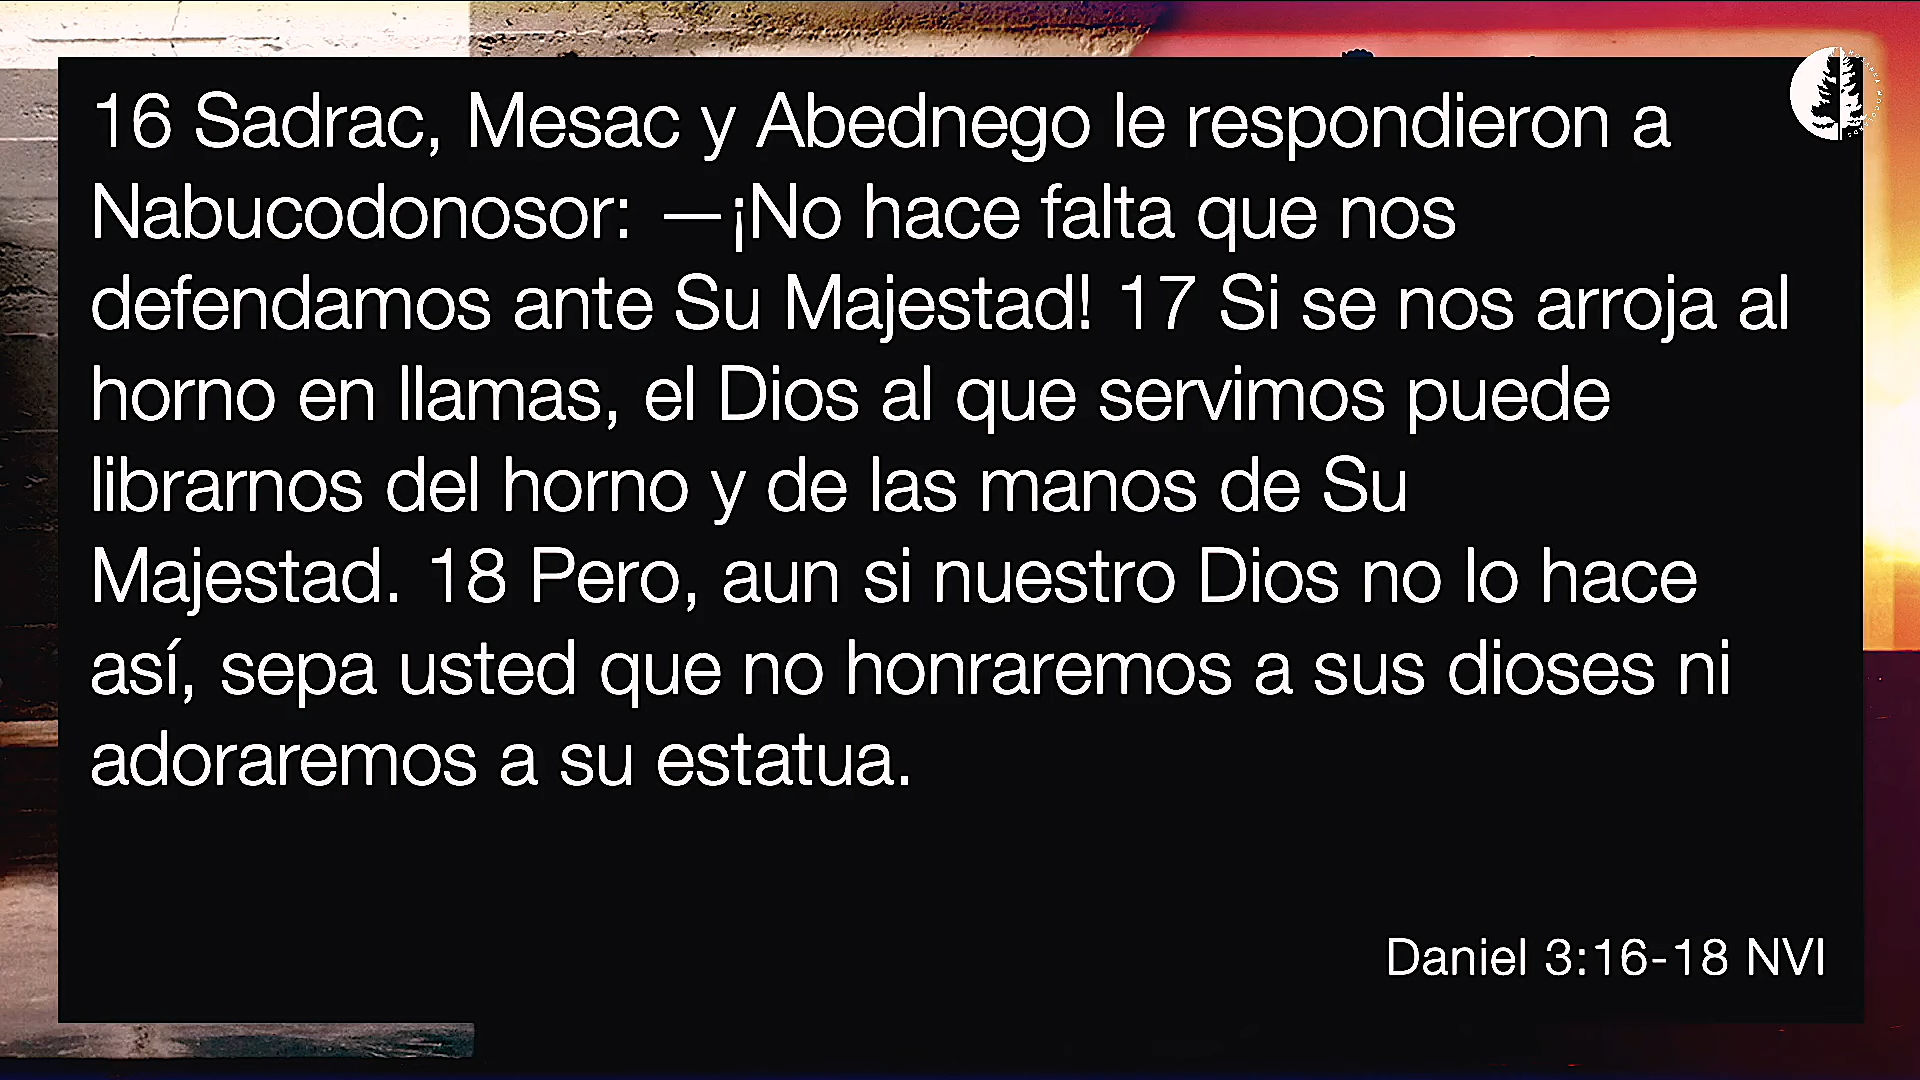 16 Sadrac, Mesac y Abednego le respondieron a
Nabucodonosor: —¡No hace falta que nos
defendamos ante Su Majestad! 17 Si se nos arroja al
horno en llamas, el Dios al que servimos puede
librarnos del horno y de las manos de Su
Majestad. 18 Pero, aun si nuestro Dios no lo hace
así, sepa usted que no honraremos a sus dioses ni
adoraremos a su estatua.
Daniel 3:16-18 NVI